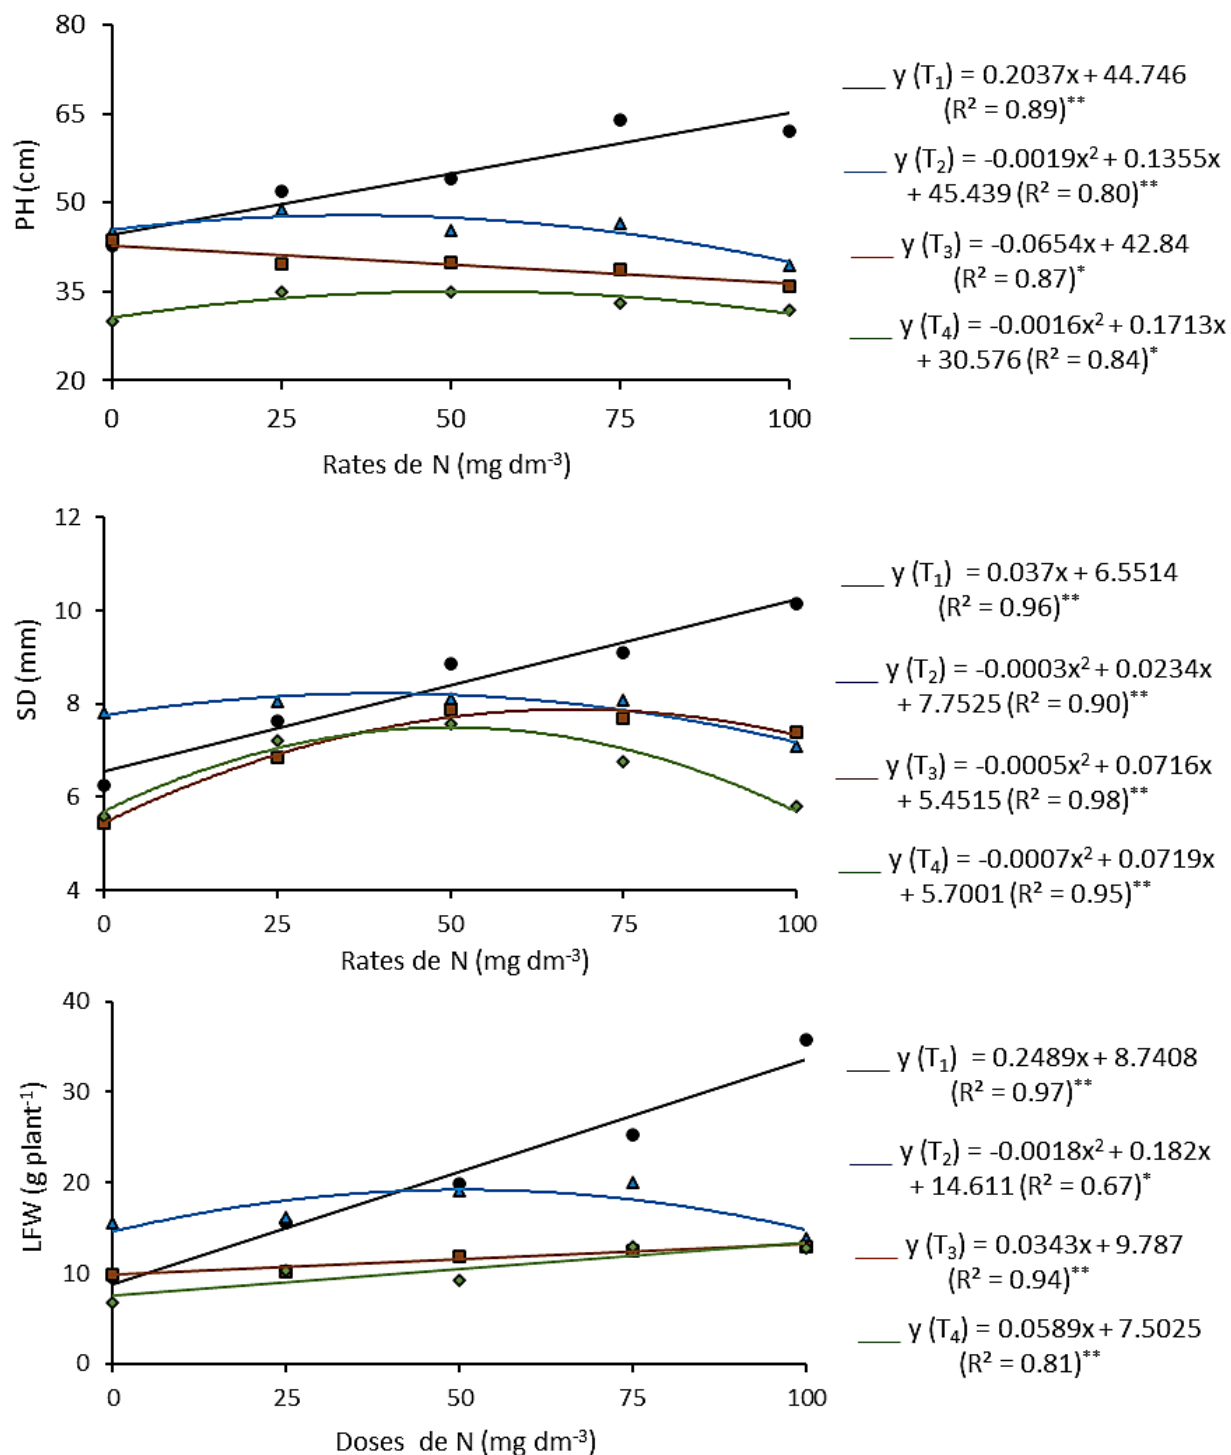 80
65
50
35
20
PH (cm)
0 25 50 75 100
Rates de N (mg dm⁻³)
y (T₁) = 0.2037x + 44.746
(R² = 0.89)**
y (T₂) = -0.0019x² + 0.1355x
+ 45.439 (R² = 0.80)**
y (T₃) = -0.0654x + 42.84
(R² = 0.87)*
y (T₄) = -0.0016x² + 0.1713x
+ 30.576 (R² = 0.84)*
12
10
8
6
4
SD (mm)
0 25 50 75 100
Rates de N (mg dm⁻³)
y (T₁) = 0.037x + 6.5514
(R² = 0.96)**
y (T₂) = -0.0003x² + 0.0234x
+ 7.7525 (R² = 0.90)**
y (T₃) = -0.0005x² + 0.0716x
+ 5.4515 (R² = 0.98)**
y (T₄) = -0.0007x² + 0.0719x
+ 5.7001 (R² = 0.95)**
40
30
20
10
0
LFW (g plant⁻¹)
0 25 50 75 100
Doses de N (mg dm⁻³)
y (T₁) = 0.2489x + 8.7408
(R² = 0.97)**
y (T₂) = -0.0018x² + 0.182x
+ 14.611 (R² = 0.67)*
y (T₃) = 0.0343x + 9.787
(R² = 0.94)**
y (T₄) = 0.0589x + 7.5025
(R² = 0.81)**